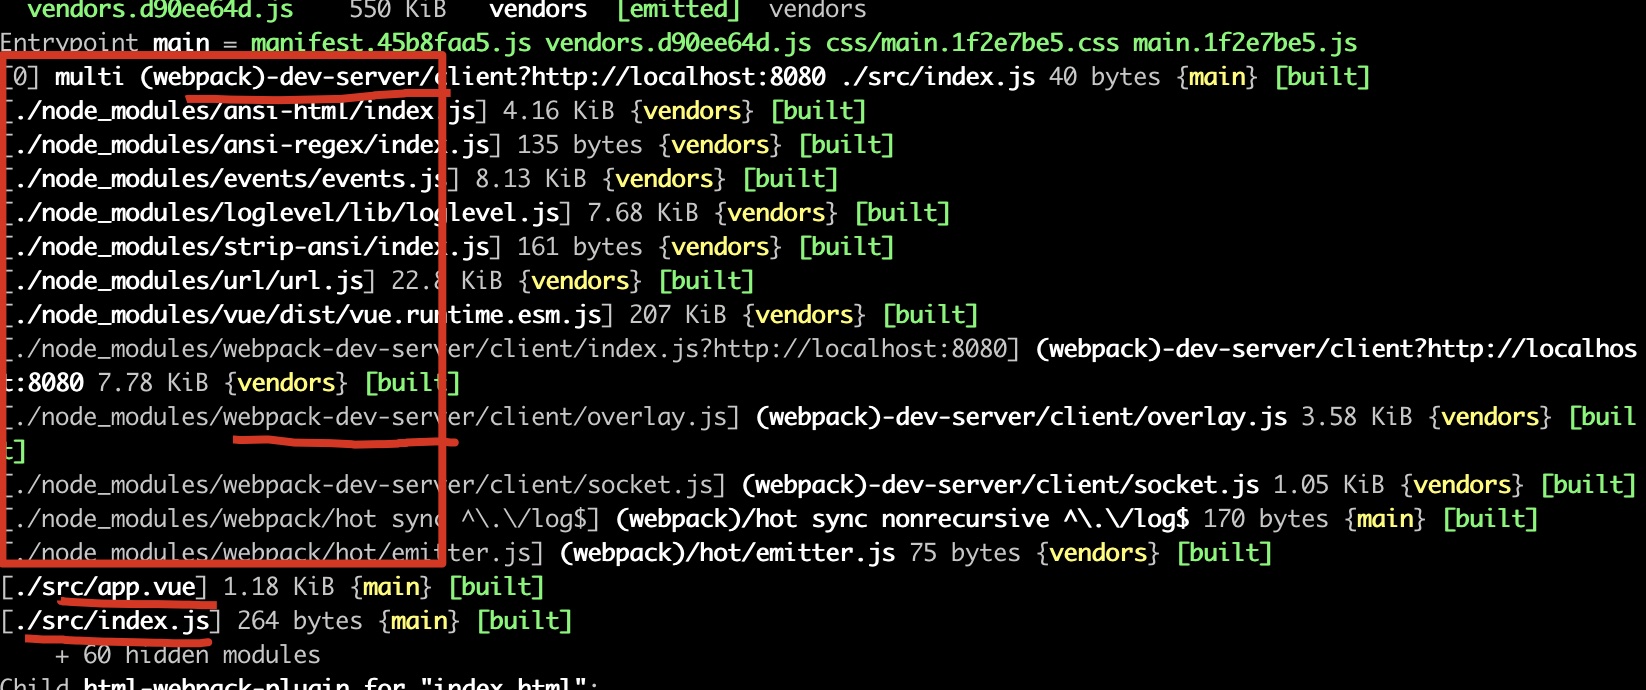 vendors.d90ee64d.js    550 KiB   vendors  [emitted]  vendors
Entrypoint main = manifest.45b8faa5.js vendors.d90ee64d.js css/main.1f2e7be5.css main.1f2e7be5.js
[0] multi (webpack)-dev-server/client?http://localhost:8080 ./src/index.js 40 bytes {main} [built]
[./node_modules/ansi-html/index.js] 4.16 KiB {vendors} [built]
[./node_modules/ansi-regex/index.js] 135 bytes {vendors} [built]
[./node_modules/events/events.js] 8.13 KiB {vendors} [built]
[./node_modules/loglevel/lib/loglevel.js] 7.68 KiB {vendors} [built]
[./node_modules/strip-ansi/index.js] 161 bytes {vendors} [built]
[./node_modules/url/url.js] 22.8 KiB {vendors} [built]
[./node_modules/vue/dist/vue.runtime.esm.js] 207 KiB {vendors} [built]
[./node_modules/webpack-dev-server/client/index.js?http://localhost:8080] (webpack)-dev-server/client?http://localhos
t:8080 7.78 KiB {vendors} [built]
[./node_modules/webpack-dev-server/client/overlay.js] (webpack)-dev-server/client/overlay.js 3.58 KiB {vendors} [buil
t]
[./node_modules/webpack-dev-server/client/socket.js] (webpack)-dev-server/client/socket.js 1.05 KiB {vendors} [built]
[./node_modules/webpack/hot sync ^\.\/log$] (webpack)/hot sync nonrecursive ^\.\/log$ 170 bytes {main} [built]
[./node_modules/webpack/hot/emitter.js] (webpack)/hot/emitter.js 75 bytes {vendors} [built]
[./src/app.vue] 1.18 KiB {main} [built]
[./src/index.js] 264 bytes {main} [built]
    + 60 hidden modules
Child html-webpack-plugin for "index.html":